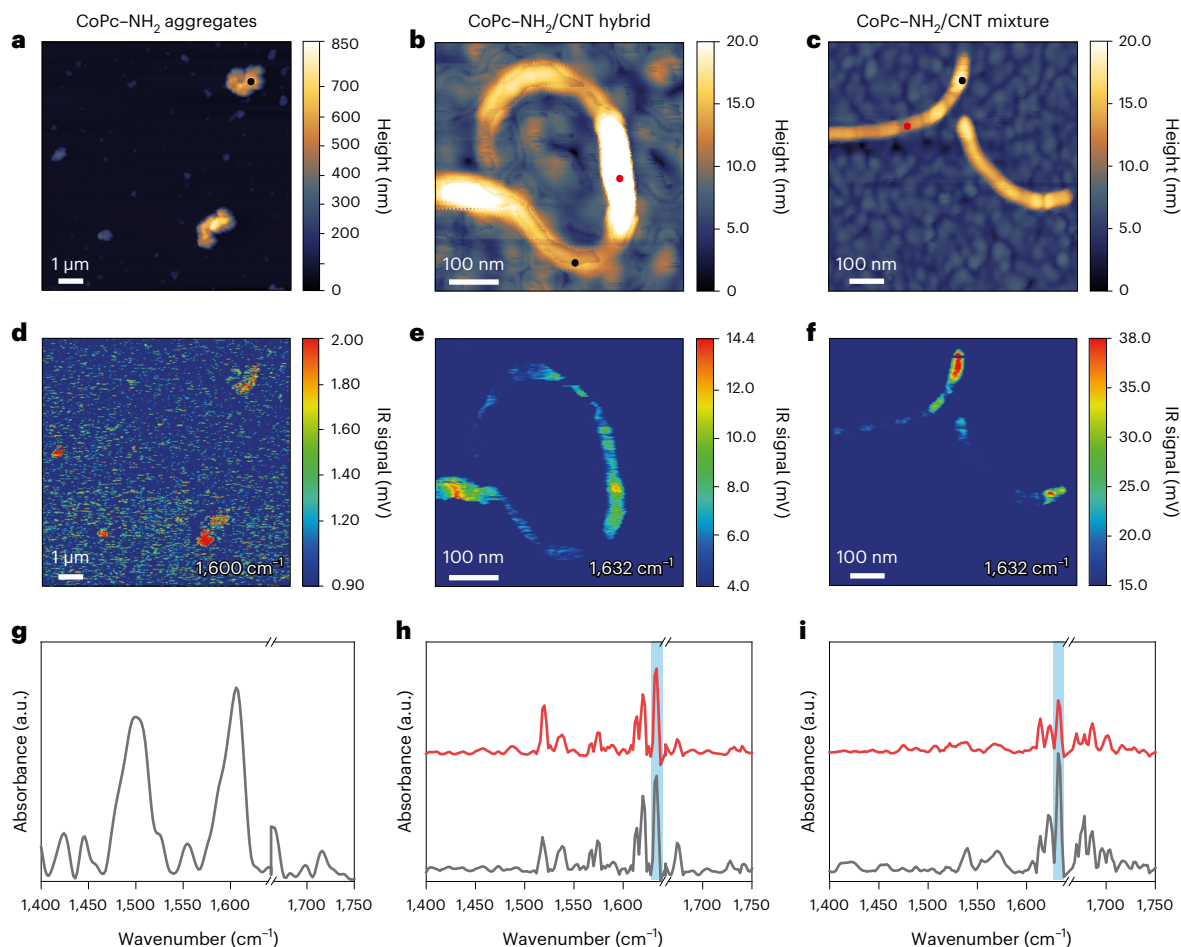 CoPc–NH2 aggregates
CoPc–NH2/CNT hybrid
CoPc–NH2/CNT mixture
a
850
700
600
500
400
300
200
0
Height (nm)
1 µm
b
20.0
15.0
10.0
5.0
0
Height (nm)
100 nm
c
20.0
15.0
10.0
5.0
0
Height (nm)
100 nm
d
2.00
1.80
1.60
1.40
1.20
0.90
IR signal (mV)
1 µm
1,600 cm−1
e
14.4
12.0
10.0
8.0
6.0
4.0
IR signal (mV)
100 nm
1,632 cm−1
f
38.0
35.0
30.0
25.0
20.0
15.0
IR signal (mV)
100 nm
1,632 cm−1
g
Absorbance (a.u.)
1,400 1,450 1,500 1,550 1,600 1,700 1,750
Wavenumber (cm−1)
h
Absorbance (a.u.)
1,400 1,450 1,500 1,550 1,600 1,700 1,750
Wavenumber (cm−1)
i
Absorbance (a.u.)
1,400 1,450 1,500 1,550 1,600 1,700 1,750
Wavenumber (cm−1)